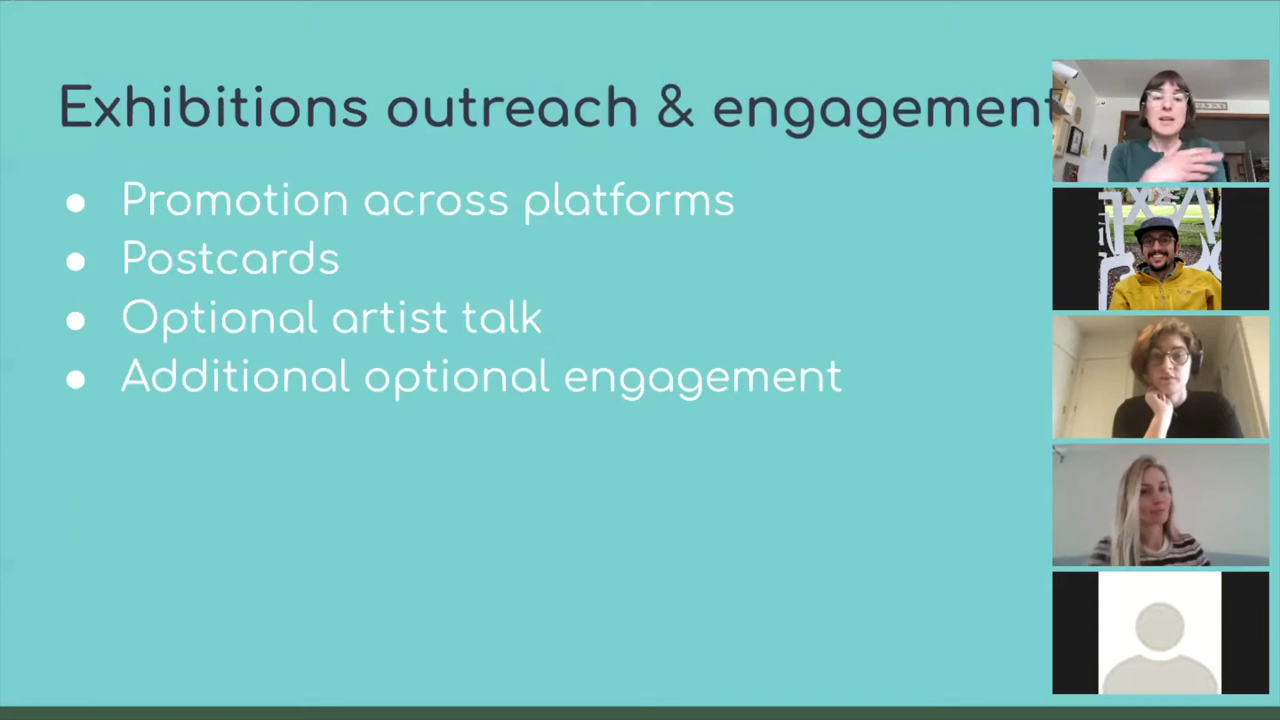 Exhibitions outreach & engagement
● Promotion across platforms
● Postcards
● Optional artist talk
● Additional optional engagement